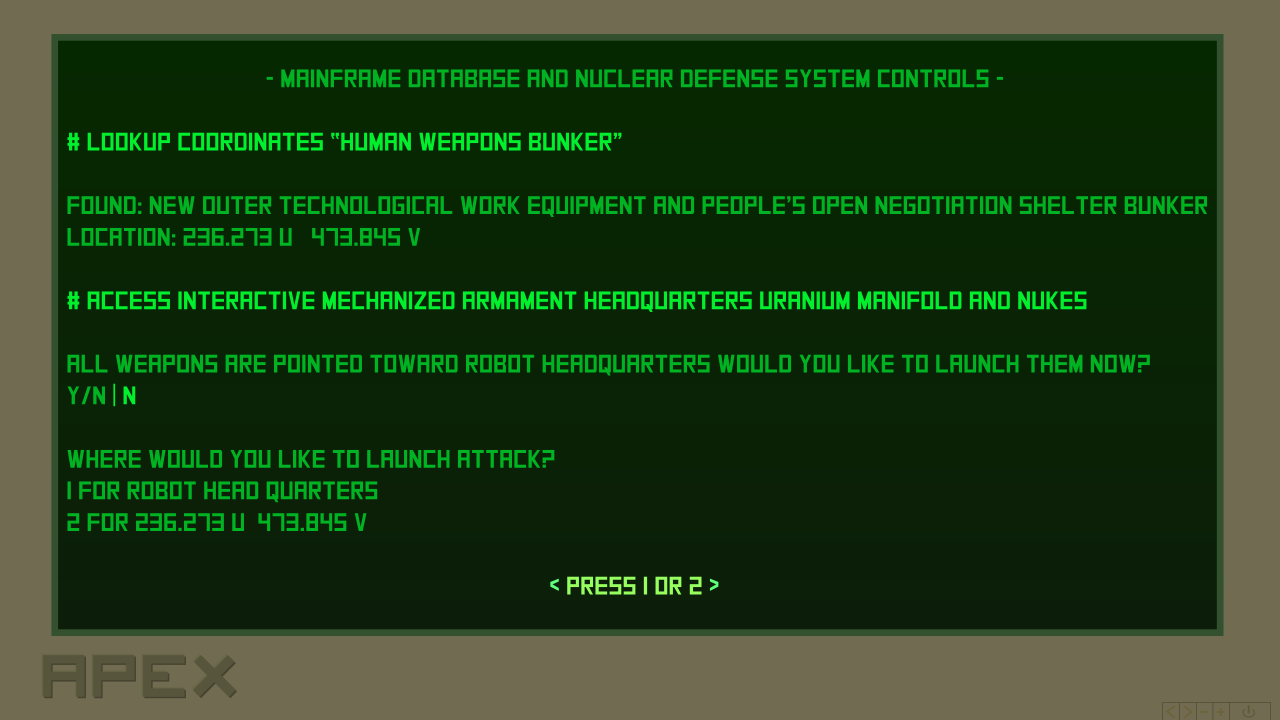 - MAINFRAME DATABASE AND NUCLEAR DEFENSE SYSTEM CONTROLS -
# LOOKUP COORDINATES “HUMAN WEAPONS BUNKER”
FOUND: NEW OUTER TECHNOLOGICAL WORK EQUIPMENT AND PEOPLE’S OPEN NEGOTIATION SHELTER BUNKER
LOCATION: 236.273 U 473.845 V
# ACCESS INTERACTIVE MECHANIZED ARMAMENT HEADQUARTERS URANIUM MANIFOLD AND NUKES
ALL WEAPONS ARE POINTED TOWARD ROBOT HEADQUARTERS WOULD YOU LIKE TO LAUNCH THEM NOW?
Y/N | N
WHERE WOULD YOU LIKE TO LAUNCH ATTACK?
1 FOR ROBOT HEAD QUARTERS
2 FOR 236.273 U 473.845 V
< PRESS 1 OR 2 >
APEX